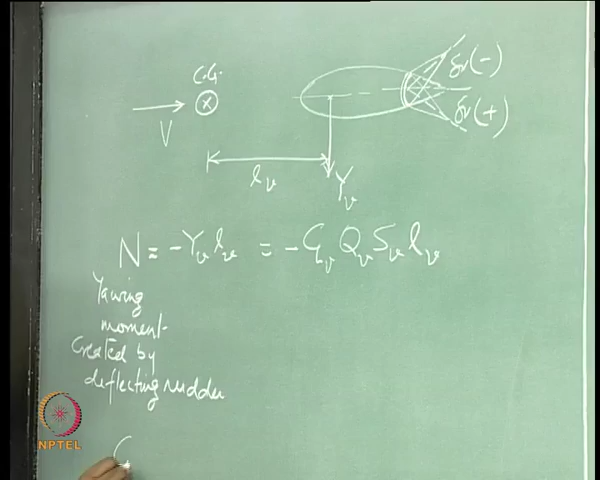 C.G.
V
δr(-)
δr(+)
lv
Yv
N = -Yv lv = -CLv Qv Sv lv
Yawing
moment
created by
deflecting rudder
C
NPTEL